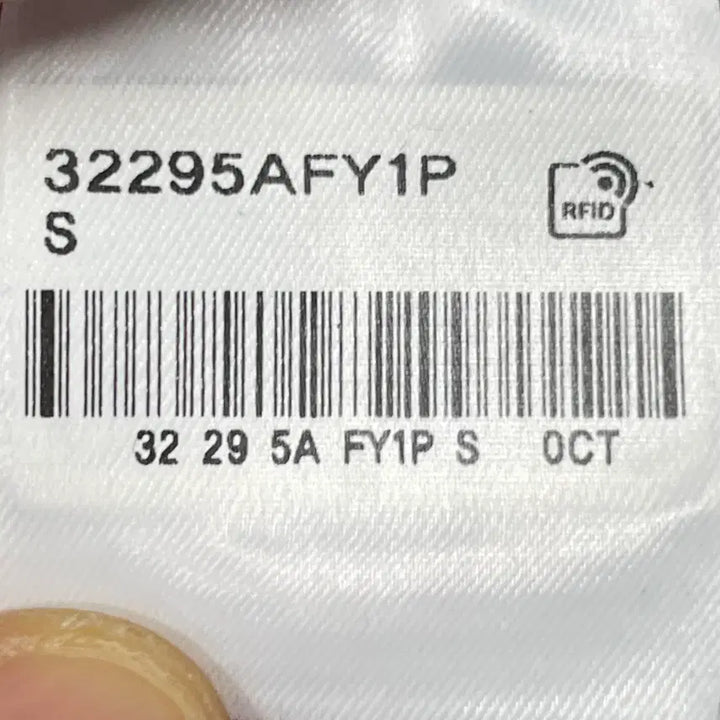 32295AFY1P
S
RFID
32 29 5A FY1P S 0CT